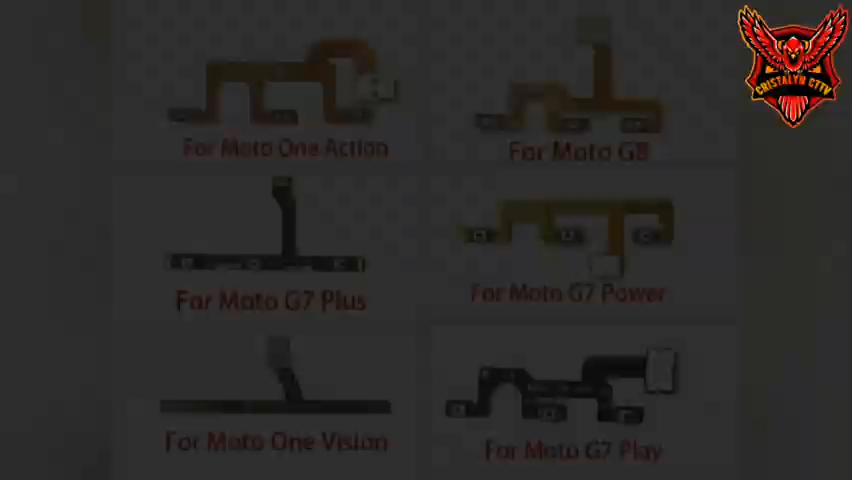 For Moto One Action
For Moto G8
For Moto G7 Plus
For Moto G7 Power
For Moto One Vision
For Moto G7 Play
CRISTALYN CTTV